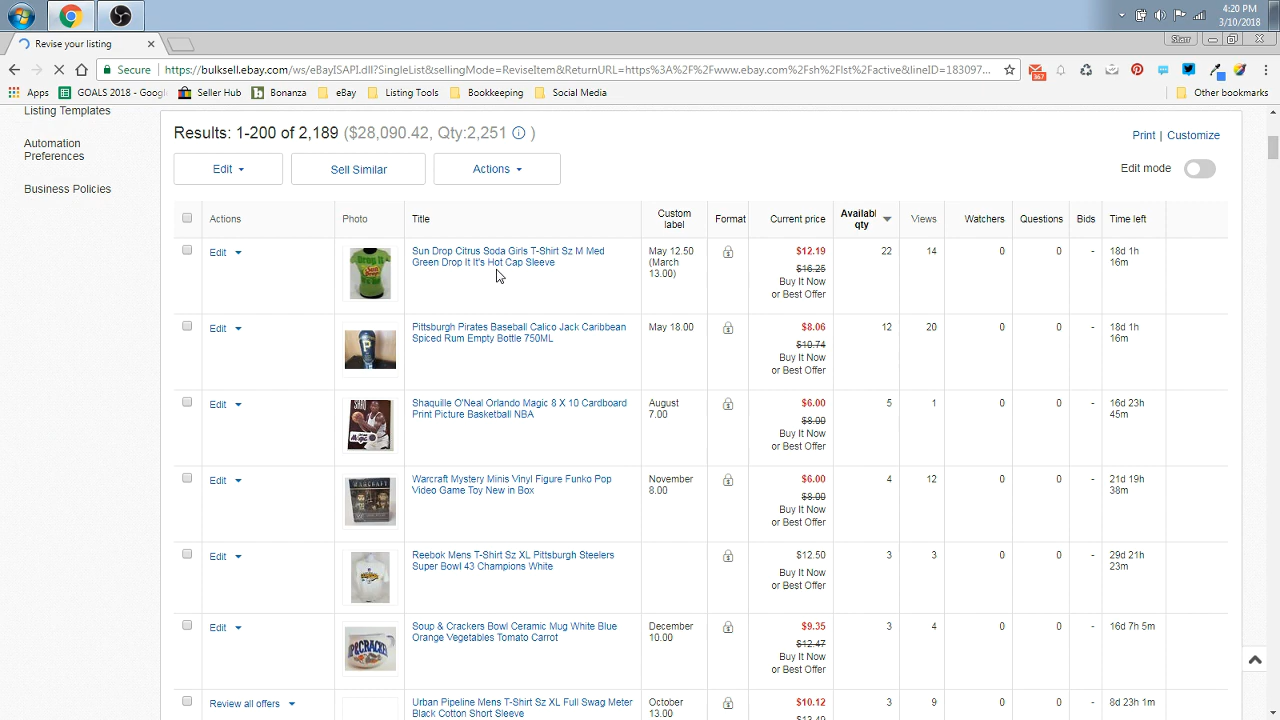 4:20 PM
3/10/2018
Revise your listing
Starr
Secure https://bulksell.ebay.com/ws/eBayISAPI.dll?SingleList&sellingMode=ReviseItem&ReturnURL=https%3A%2F%2Fwww.ebay.com%2Fsh%2Flst%2Factive&lineID=183097...
367
Apps GOALS 2018 - Googl Seller Hub Bonanza eBay Listing Tools Bookkeeping Social Media Other bookmarks
Listing Templates
Automation
Preferences
Business Policies
Results: 1-200 of 2,189 ($28,090.42, Qty:2,251 )
Print | Customize
Edit Sell Similar Actions
Edit mode
Actions Photo Title Custom label Format Current price Availabl qty Views Watchers Questions Bids Time left
Edit
Sun Drop Citrus Soda Girls T-Shirt Sz M Med
Green Drop It It's Hot Cap Sleeve
May 12.50
(March
13.00)
$12.19
$16.25
Buy It Now
or Best Offer
22 14 0 0 -
18d 1h
16m
Edit
Pittsburgh Pirates Baseball Calico Jack Caribbean
Spiced Rum Empty Bottle 750ML
May 18.00
$8.06
$10.74
Buy It Now
or Best Offer
12 20 0 0 -
18d 1h
16m
Edit
Shaquille O'Neal Orlando Magic 8 X 10 Cardboard
Print Picture Basketball NBA
August
7.00
$6.00
$8.00
Buy It Now
or Best Offer
5 1 0 0 -
16d 23h
45m
Edit
WARCRAFT
Warcraft Mystery Minis Vinyl Figure Funko Pop
Video Game Toy New in Box
November
8.00
$6.00
$8.00
Buy It Now
or Best Offer
4 12 0 0 -
21d 19h
38m
Edit
Reebok Mens T-Shirt Sz XL Pittsburgh Steelers
Super Bowl 43 Champions White
$12.50
Buy It Now
or Best Offer
3 3 0 0 -
29d 21h
23m
Edit
Soup & Crackers Bowl Ceramic Mug White Blue
Orange Vegetables Tomato Carrot
December
10.00
$9.35
$12.47
Buy It Now
or Best Offer
3 4 0 0 -
16d 7h 5m
Review all offers
Urban Pipeline Mens T-Shirt Sz XL Full Swag Meter
Black Cotton Short Sleeve
October
13.00
$10.12
$13.49
3 9 0 0 -
8d 23h 1m